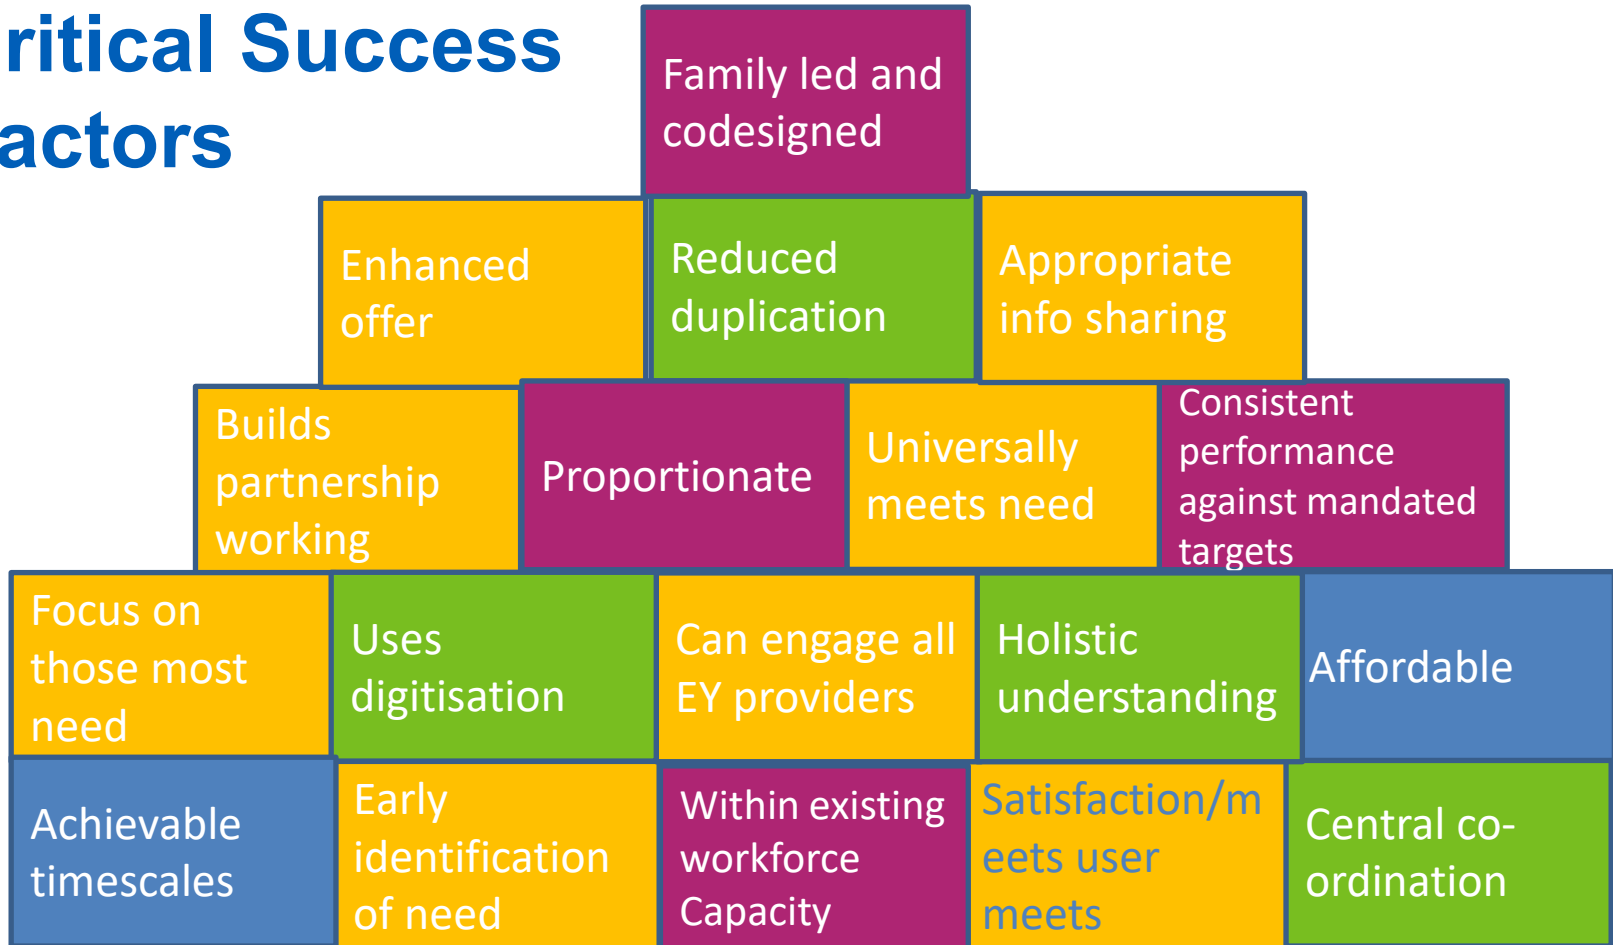 ritical Success
actors
Family led and
codesigned
Enhanced
offer
Reduced
duplication
Appropriate
info sharing
Builds
partnership
working
Proportionate
Universally
meets need
Consistent
performance
against mandated
targets
Focus on
those most
need
Uses
digitisation
Can engage all
EY providers
Holistic
understanding
Affordable
Achievable
timescales
Early
identification
of need
Within existing
workforce
Capacity
Satisfaction/m
eets user
meets
Central co-
ordination